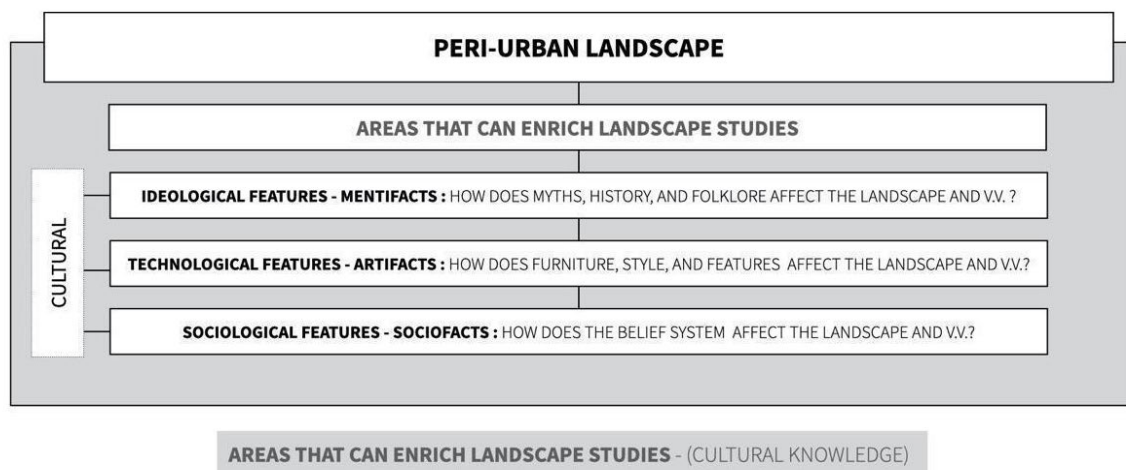 PERI-URBAN LANDSCAPE
AREAS THAT CAN ENRICH LANDSCAPE STUDIES
CULTURAL
IDEOLOGICAL FEATURES - MENTIFACTS : HOW DOES MYTHS, HISTORY, AND FOLKLORE AFFECT THE LANDSCAPE AND V.V. ?
TECHNOLOGICAL FEATURES - ARTIFACTS : HOW DOES FURNITURE, STYLE, AND FEATURES AFFECT THE LANDSCAPE AND V.V.?
SOCIOLOGICAL FEATURES - SOCIOFACTS : HOW DOES THE BELIEF SYSTEM AFFECT THE LANDSCAPE AND V.V.?
AREAS THAT CAN ENRICH LANDSCAPE STUDIES - (CULTURAL KNOWLEDGE)